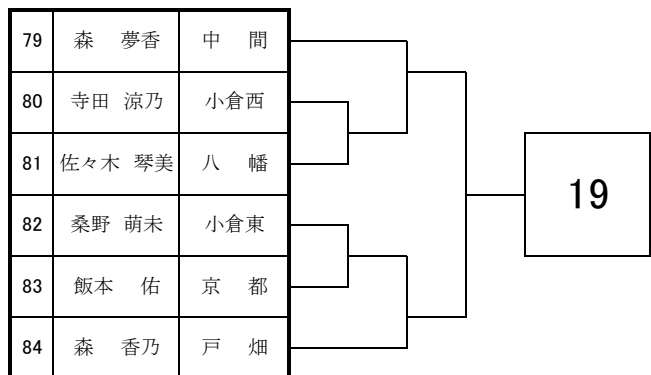 79 森 夢香 中 間
80 寺田 涼乃 小倉西
81 佐々木 琴美 八 幡
82 桑野 萌未 小倉東
83 飯本 佑 京 都
84 森 香乃 戸 畑
19